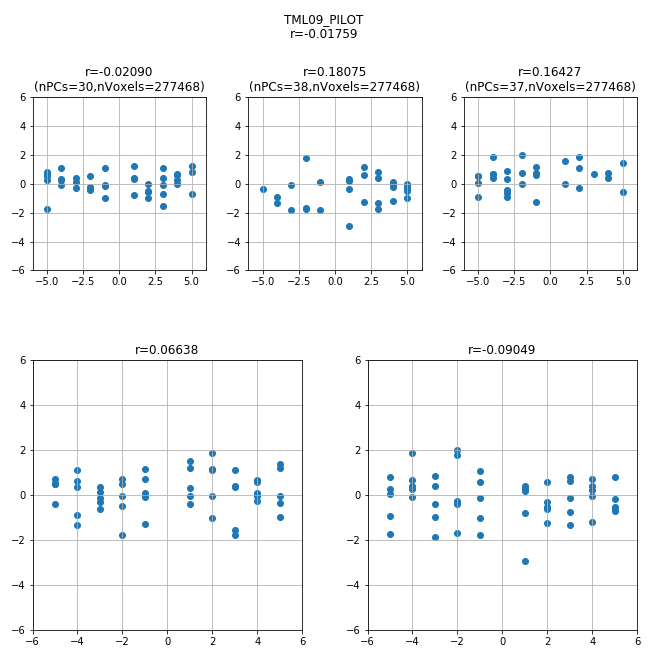 TML09_PILOT
r=-0.01759
r=-0.02090
(nPCs=30,nVoxels=277468)
r=0.18075
(nPCs=38,nVoxels=277468)
r=0.16427
(nPCs=37,nVoxels=277468)
6
4
2
0
−2
−4
−6
−5.0 −2.5 0.0 2.5 5.0
6
4
2
0
−2
−4
−6
−5.0 −2.5 0.0 2.5 5.0
6
4
2
0
−2
−4
−6
−5.0 −2.5 0.0 2.5 5.0
r=0.06638
6
4
2
0
−2
−4
−6
−6 −4 −2 0 2 4 6
r=-0.09049
6
4
2
0
−2
−4
−6
−6 −4 −2 0 2 4 6